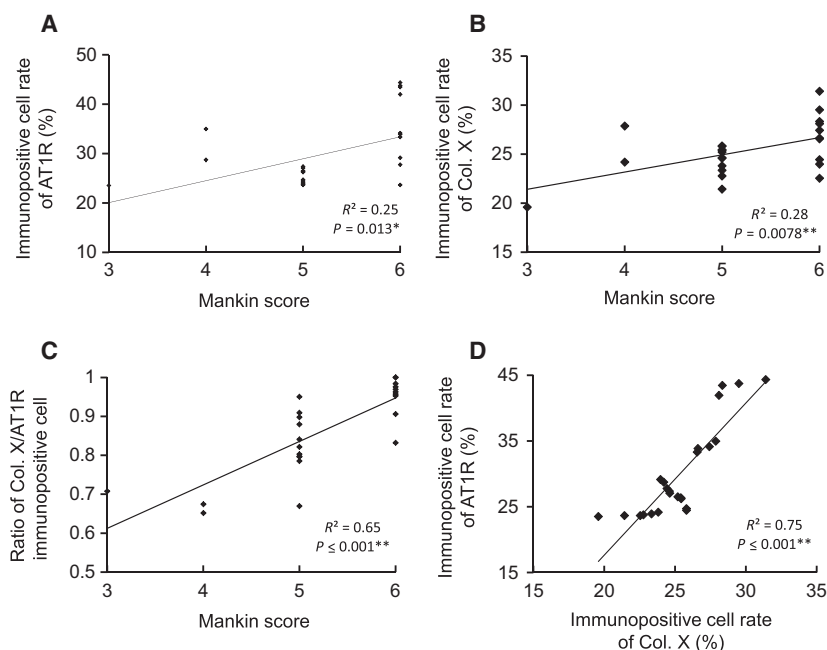 A
Immunopositive cell rate
of AT1R (%)
50
40
30
20
10
3 4 5 6
Mankin score
R² = 0.25
P = 0.013*
B
Immunopositive cell rate
of Col. X (%)
35
30
25
20
15
3 4 5 6
Mankin score
R² = 0.28
P = 0.0078**
C
Ratio of Col. X/AT1R
immunopositive cell
1
0.9
0.8
0.7
0.6
0.5
3 4 5 6
Mankin score
R² = 0.65
P ≤ 0.001**
D
Immunopositive cell rate
of AT1R (%)
45
35
25
15
15 20 25 30 35
Immunopositive cell rate
of Col. X (%)
R² = 0.75
P ≤ 0.001**